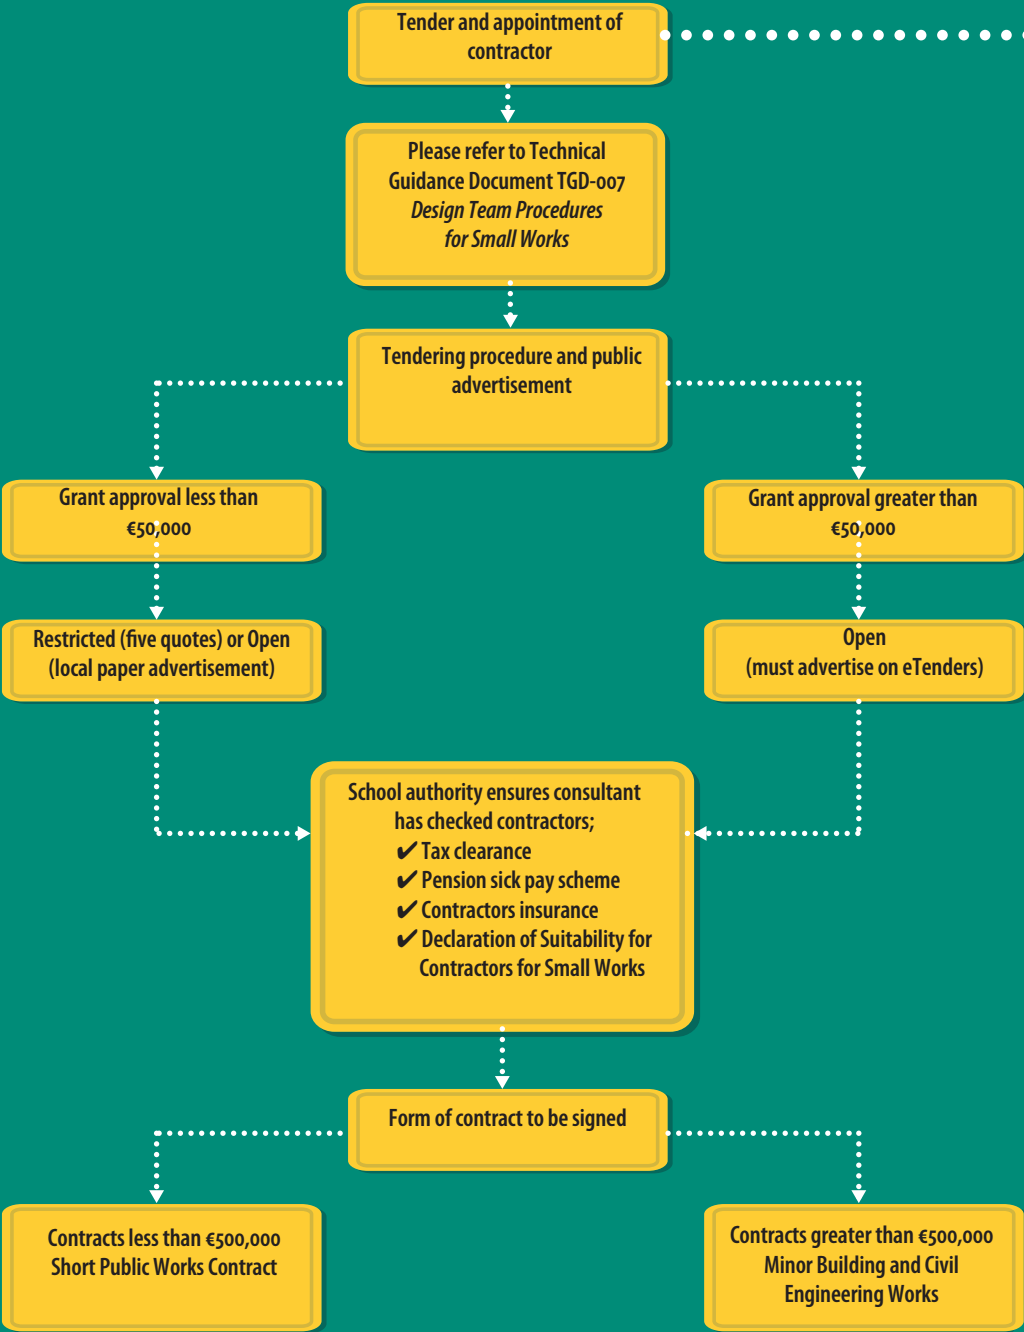 Tender and appointment of
contractor
Please refer to Technical
Guidance Document TGD-007
Design Team Procedures
for Small Works
Tendering procedure and public
advertisement
Grant approval less than
€50,000
Grant approval greater than
€50,000
Restricted (five quotes) or Open
(local paper advertisement)
Open
(must advertise on eTenders)
School authority ensures consultant
has checked contractors;
✔ Tax clearance
✔ Pension sick pay scheme
✔ Contractors insurance
✔ Declaration of Suitability for
Contractors for Small Works
Form of contract to be signed
Contracts less than €500,000
Short Public Works Contract
Contracts greater than €500,000
Minor Building and Civil
Engineering Works